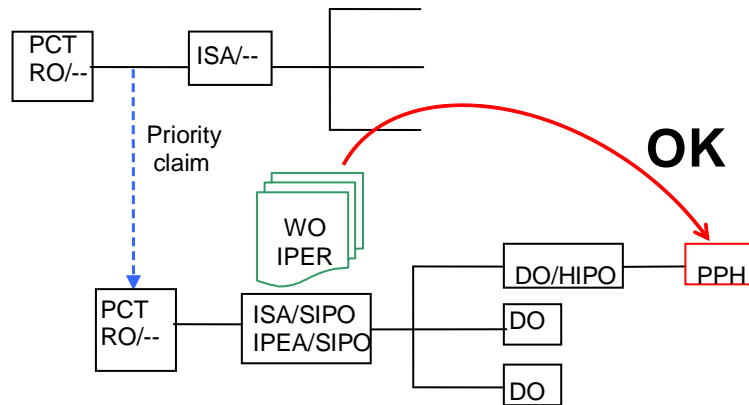 PCT
RO/--
ISA/--
Priority
claim
OK
WO
IPER
DO/HIPO
PPH
PCT
RO/--
ISA/SIPO
IPEA/SIPO
DO
DO